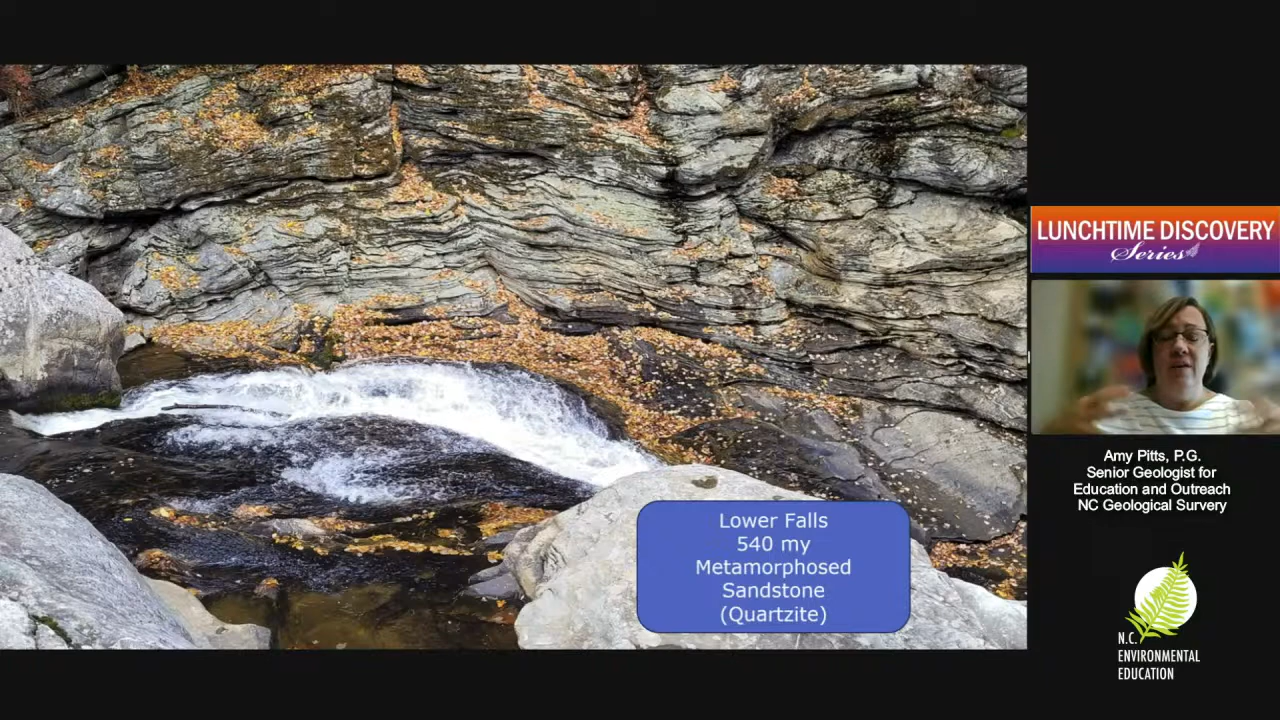 LUNCHTIME DISCOVERY
Series
Amy Pitts, P.G.
Senior Geologist for
Education and Outreach
NC Geological Survery
Lower Falls
540 my
Metamorphosed
Sandstone
(Quartzite)
N.C.
ENVIRONMENTAL
EDUCATION